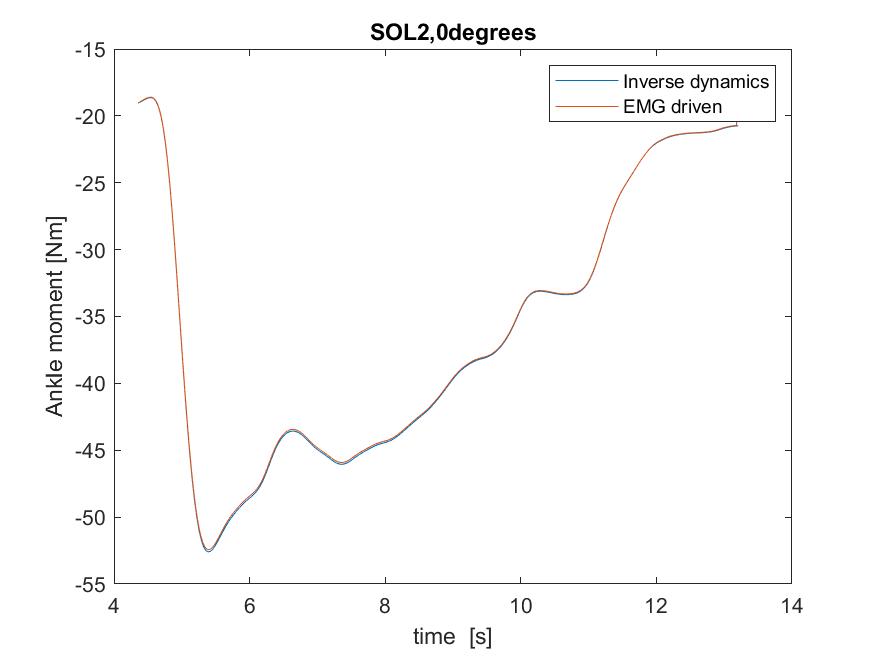 SOL2,0degrees
Inverse dynamics
EMG driven
Ankle moment [Nm]
-15
-20
-25
-30
-35
-40
-45
-50
-55
4 6 8 10 12 14
time [s]